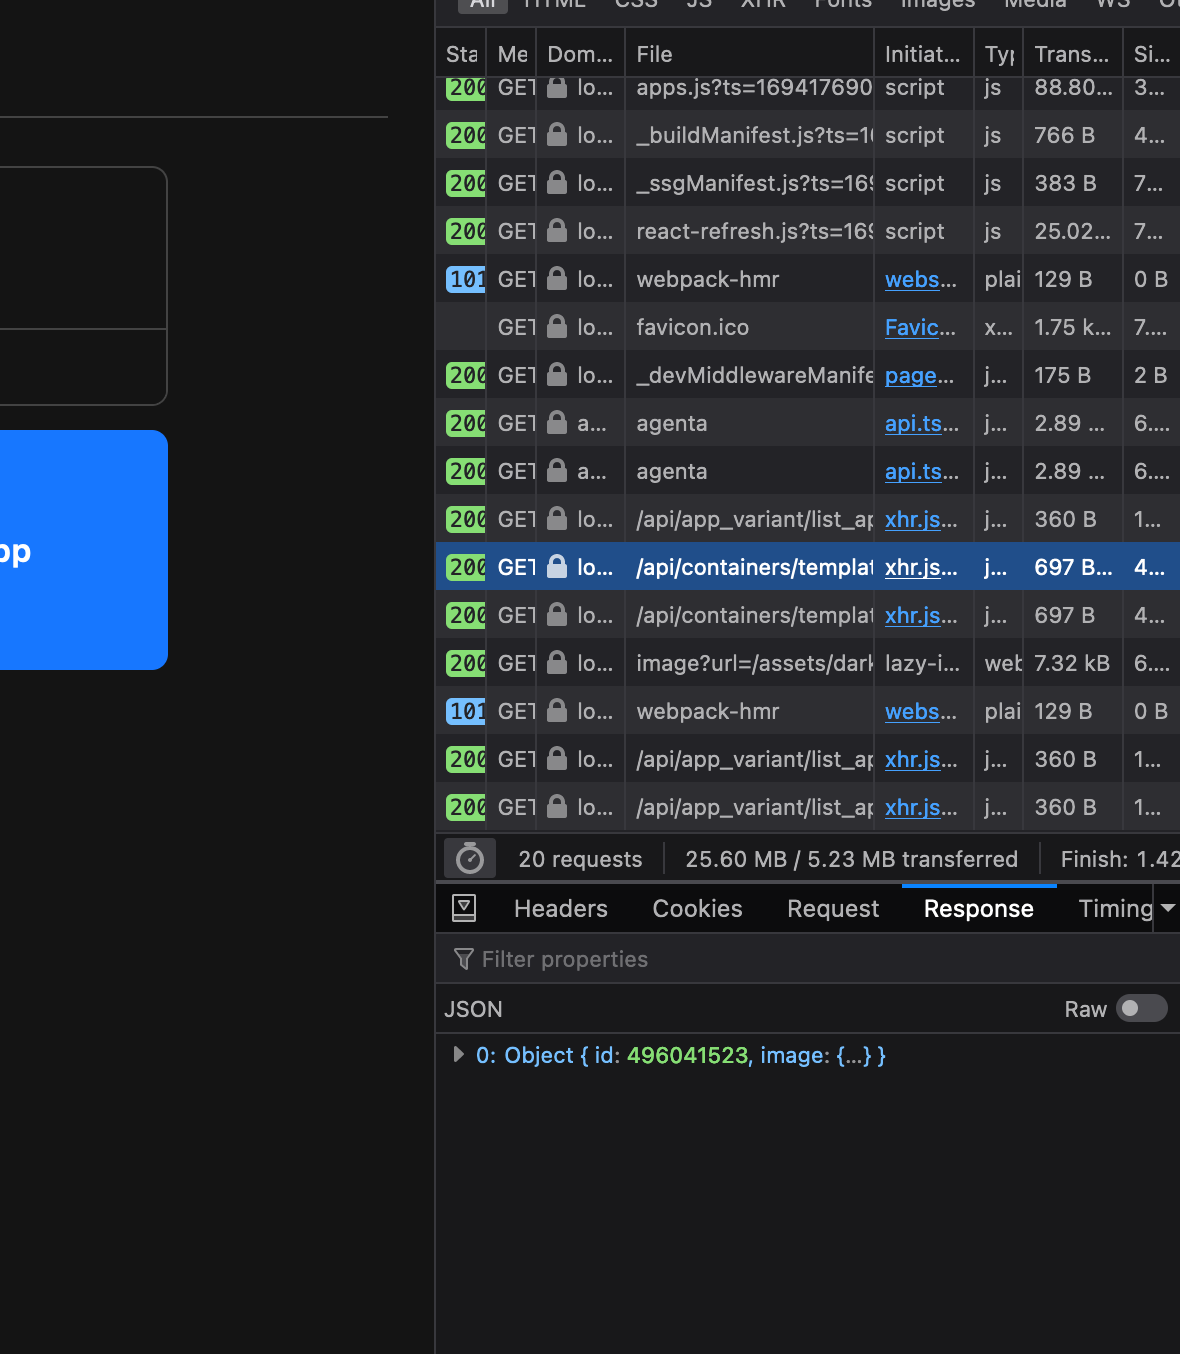 All HTML CSS JS XHR Fonts Images Media WS
Sta Me Dom... File Initiat... Typ Trans... Si...
200 GET lo... apps.js?ts=169417690 script js 88.80... 3...
200 GET lo... _buildManifest.js?ts=16 script js 766 B 4...
200 GET lo... _ssgManifest.js?ts=169 script js 383 B 7...
200 GET lo... react-refresh.js?ts=169 script js 25.02... 7...
101 GET lo... webpack-hmr webs... plai 129 B 0 B
GET lo... favicon.ico Favic... x... 1.75 k... 7....
200 GET lo... _devMiddlewareManife page... j... 175 B 2 B
200 GET a... agenta api.ts... j... 2.89 ... 6....
200 GET a... agenta api.ts... j... 2.89 ... 6....
200 GET lo... /api/app_variant/list_ap xhr.js... j... 360 B 1...
pp
200 GET lo... /api/containers/templat xhr.js... j... 697 B... 4...
200 GET lo... /api/containers/templat xhr.js... j... 697 B 4...
200 GET lo... image?url=/assets/dark lazy-i... web 7.32 kB 6....
101 GET lo... webpack-hmr webs... plai 129 B 0 B
200 GET lo... /api/app_variant/list_ap xhr.js... j... 360 B 1...
200 GET lo... /api/app_variant/list_ap xhr.js... j... 360 B 1...
20 requests 25.60 MB / 5.23 MB transferred Finish: 1.42
Headers Cookies Request Response Timing
Filter properties
JSON Raw
0: Object { id: 496041523, image: {…} }